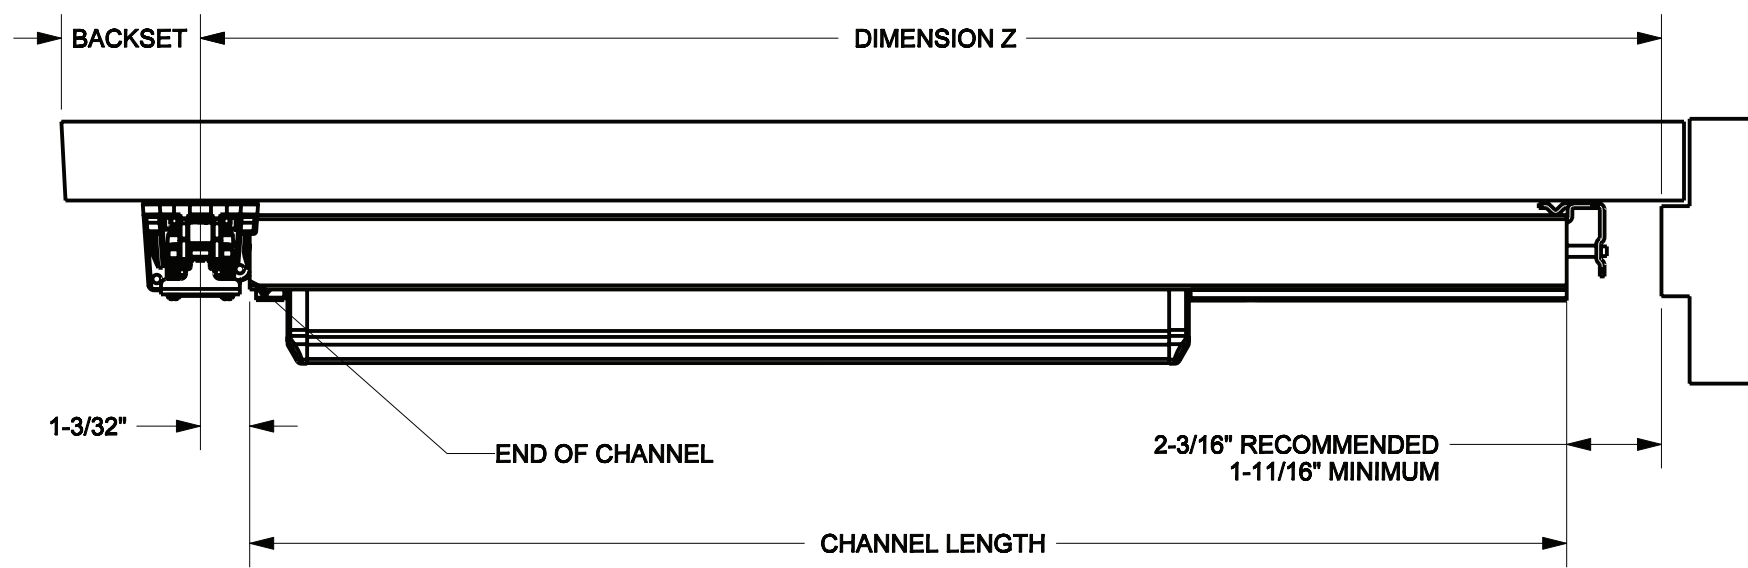 BACKSET
DIMENSION Z
1-3/32"
END OF CHANNEL
2-3/16" RECOMMENDED
1-11/16" MINIMUM
CHANNEL LENGTH